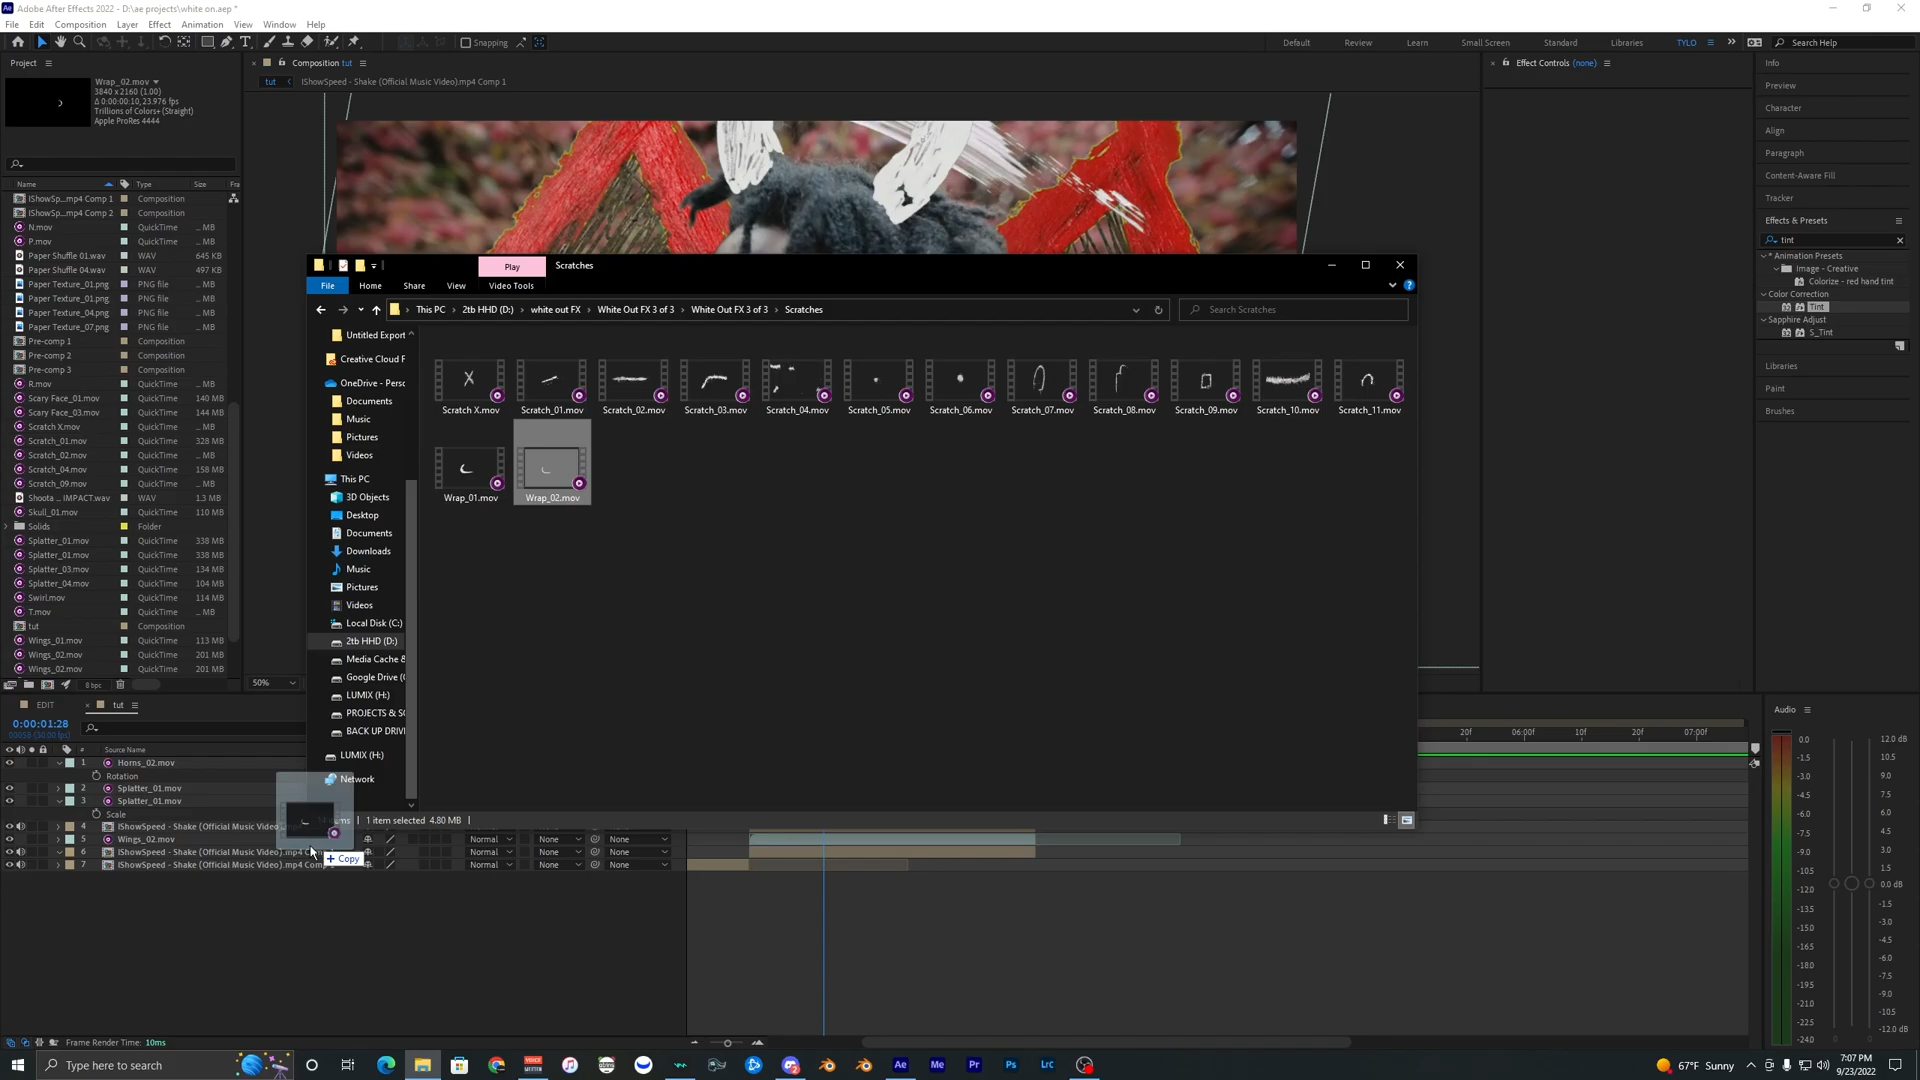 Adobe After Effects 2022 - D:\ae projects\white on.aep *
File Edit Composition Layer Effect Animation View Window Help
Snapping
Default Review Learn Small Screen Standard Libraries TYLO Search Help
Project
Composition tut
Effect Controls (none)
Info
tut IShowSpeed - Shake (Official Music Video).mp4 Comp 1
Wrap_02.mov
3840 x 2160 (1.00)
Δ 0:00:00:10, 23.976 fps
Trillions of Colors+ (Straight)
Apple ProRes 4444
Preview
Character
Align
Paragraph
Content-Aware Fill
Tracker
Effects & Presets
tint
* Animation Presets
Image - Creative
Colorize - red hand tint
Color Correction
Tint
Sapphire Adjust
S_Tint
Libraries
Paint
Brushes
Name Type Size Fra
IShowSp...mp4 Comp 1 Composition
IShowSp...mp4 Comp 2 Composition
N.mov QuickTime ... MB
P.mov QuickTime ... MB
Paper Shuffle 01.wav WAV 645 KB
Paper Shuffle 04.wav WAV 497 KB
Paper Texture_01.png PNG file ... MB
Paper Texture_01.png PNG file ... MB
Paper Texture_04.png PNG file ... MB
Paper Texture_07.png PNG file ... MB
Pre-comp 1 Composition
Pre-comp 2 Composition
Pre-comp 3 Composition
R.mov QuickTime ... MB
Scary Face_01.mov QuickTime 140 MB
Scary Face_03.mov QuickTime 144 MB
Scratch X.mov QuickTime ... MB
Scratch_01.mov QuickTime 328 MB
Scratch_02.mov QuickTime ... MB
Scratch_04.mov QuickTime 158 MB
Scratch_09.mov QuickTime ... MB
Shoota ... IMPACT.wav WAV 1.3 MB
Skull_01.mov QuickTime 110 MB
Solids Folder
Splatter_01.mov QuickTime 338 MB
Splatter_01.mov QuickTime 338 MB
Splatter_03.mov QuickTime 134 MB
Splatter_04.mov QuickTime 104 MB
Swirl.mov QuickTime 114 MB
T.mov QuickTime ... MB
tut Composition
Wings_01.mov QuickTime 113 MB
Wings_02.mov QuickTime 201 MB
Wings_02.mov QuickTime 201 MB
8 bpc
50%
Play Scratches
File Home Share View Video Tools
This PC 2tb HHD (D:) white out FX White Out FX 3 of 3 White Out FX 3 of 3 Scratches
Search Scratches
Untitled Export
Creative Cloud F
OneDrive - Perso
Documents
Music
Pictures
Videos
This PC
3D Objects
Desktop
Documents
Downloads
Music
Pictures
Videos
Local Disk (C:)
2tb HHD (D:)
Media Cache &
Google Drive (
LUMIX (H:)
PROJECTS & S
BACK UP DRIV
LUMIX (H:)
Network
Scratch X.mov Scratch_01.mov Scratch_02.mov Scratch_03.mov Scratch_04.mov Scratch_05.mov Scratch_06.mov Scratch_07.mov Scratch_08.mov Scratch_09.mov Scratch_10.mov Scratch_11.mov
Wrap_01.mov Wrap_02.mov
1 item selected 4.80 MB
Copy
EDIT tut
0:00:01:28
00058 (30.00 fps)
# Source Name
1 Horns_02.mov
Rotation
2 Splatter_01.mov
3 Splatter_01.mov
Scale
4 IShowSpeed - Shake (Official Music Video)
5 Wings_02.mov Normal None None
6 IShowSpeed - Shake (Official Music Video).mp4 Com Normal None None
7 IShowSpeed - Shake (Official Music Video).mp4 Com Normal None None
20f 06:00f 10f 20f 07:00f
Audio
0.0
-1.5
-3.0
-4.5
-6.0
-7.5
-9.0
-10.5
-12.0
-13.5
-15.0
-16.5
-18.0
-19.5
-21.0
-22.5
-24.0
12.0 dB
10.5
9.0
7.5
6.0
4.5
3.0
1.5
0.0 dB
-1.5
-3.0
-4.5
-6.0
-7.5
-9.0
-10.5
-12.0 dB
Frame Render Time: 10ms
Type here to search
Ae Me Pr Ps Lrc
67°F Sunny
7:07 PM
9/23/2022